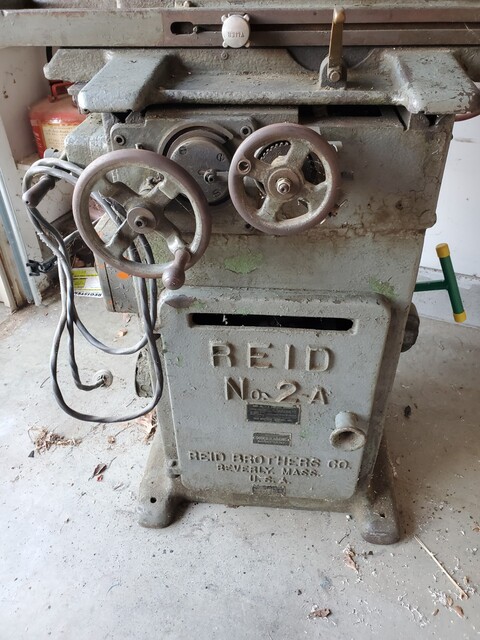 REID
No. 2-A
REID BROTHERS CO.
BEVERLY, MASS.
U.S.A.